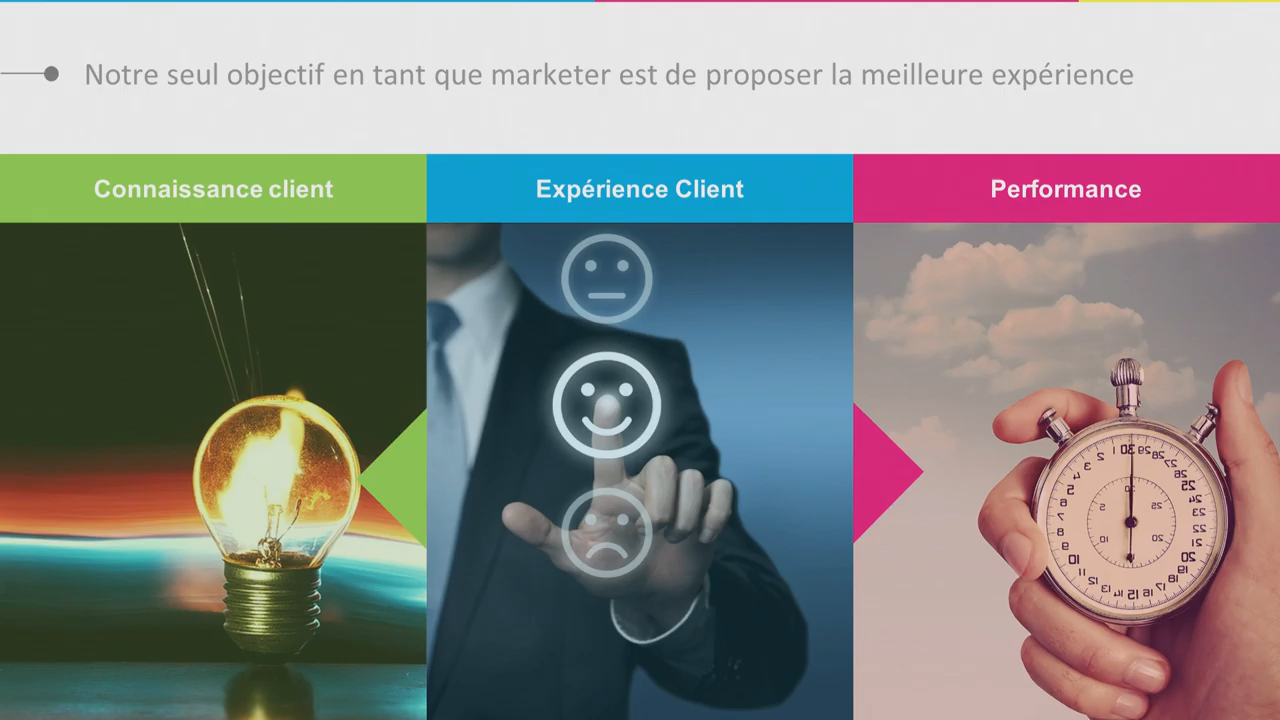 Notre seul objectif en tant que marketer est de proposer la meilleure expérience
Connaissance client
Expérience Client
Performance